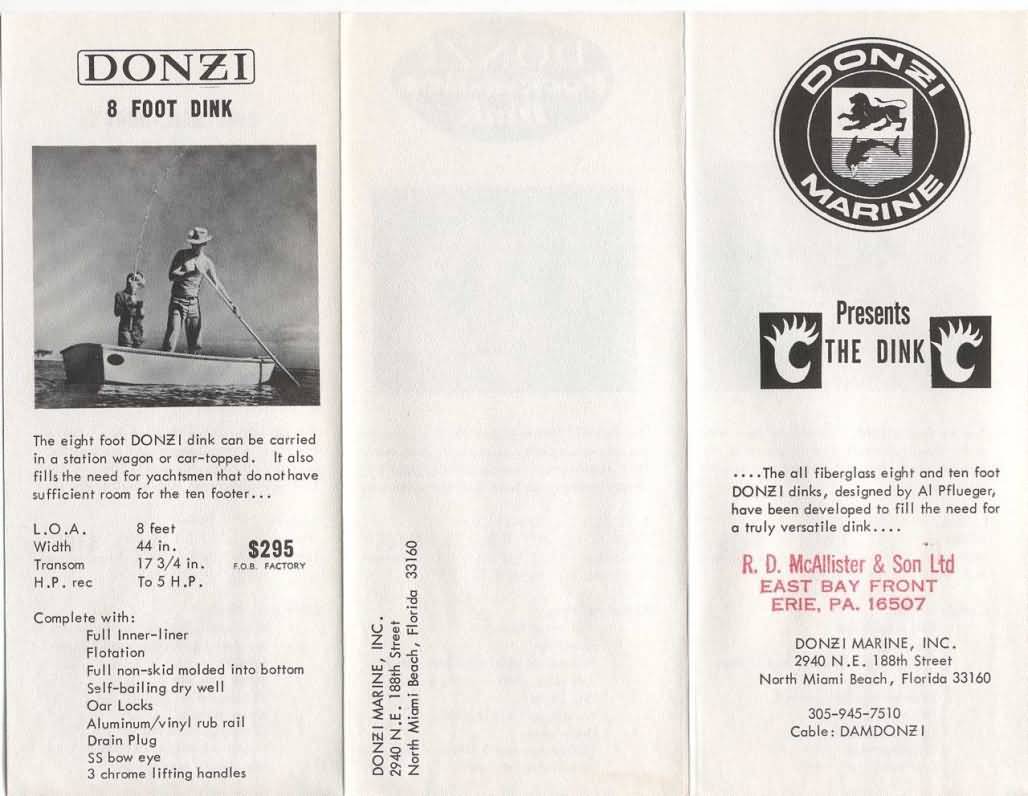 DONZI
8 FOOT DINK
The eight foot DONZI dink can be carried
in a station wagon or car-topped. It also
fills the need for yachtsmen that do not have
sufficient room for the ten footer...
L.O.A. 8 feet
Width 44 in.
Transom 17 3/4 in.
H.P. rec To 5 H.P.
$295
F.O.B. FACTORY
Complete with:
Full Inner-liner
Flotation
Full non-skid molded into bottom
Self-bailing dry well
Oar Locks
Aluminum/vinyl rub rail
Drain Plug
SS bow eye
3 chrome lifting handles
DONZI MARINE, INC.
2940 N.E. 188th Street
North Miami Beach, Florida 33160
DONZI
MARINE
Presents
THE DINK
....The all fiberglass eight and ten foot
DONZI dinks, designed by Al Pflueger,
have been developed to fill the need for
a truly versatile dink....
R. D. McAllister & Son Ltd
EAST BAY FRONT
ERIE, PA. 16507
DONZI MARINE, INC.
2940 N.E. 188th Street
North Miami Beach, Florida 33160
305-945-7510
Cable: DAMDONZI